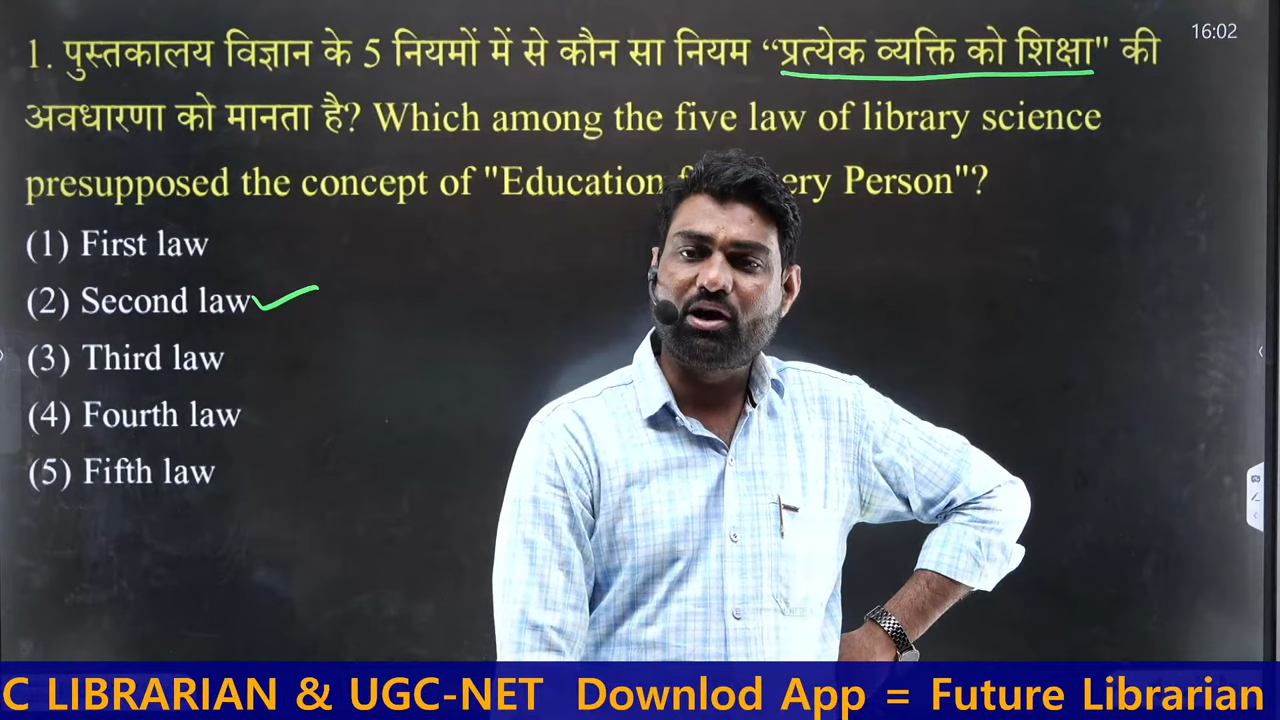 16:02
1. पुस्तकालय विज्ञान के 5 नियमों में से कौन सा नियम “प्रत्येक व्यक्ति को शिक्षा" की
अवधारणा को मानता है? Which among the five law of library science
presupposed the concept of "Education ery Person"?
(1) First law
(2) Second law
(3) Third law
(4) Fourth law
(5) Fifth law
C LIBRARIAN & UGC-NET Downlod App = Future Librarian